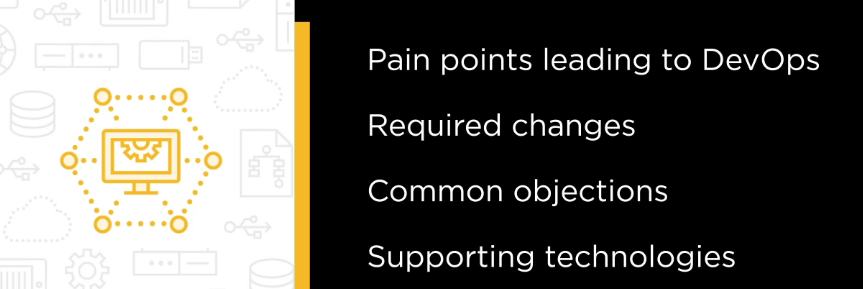 Pain points leading to DevOps
Required changes
Common objections
Supporting technologies